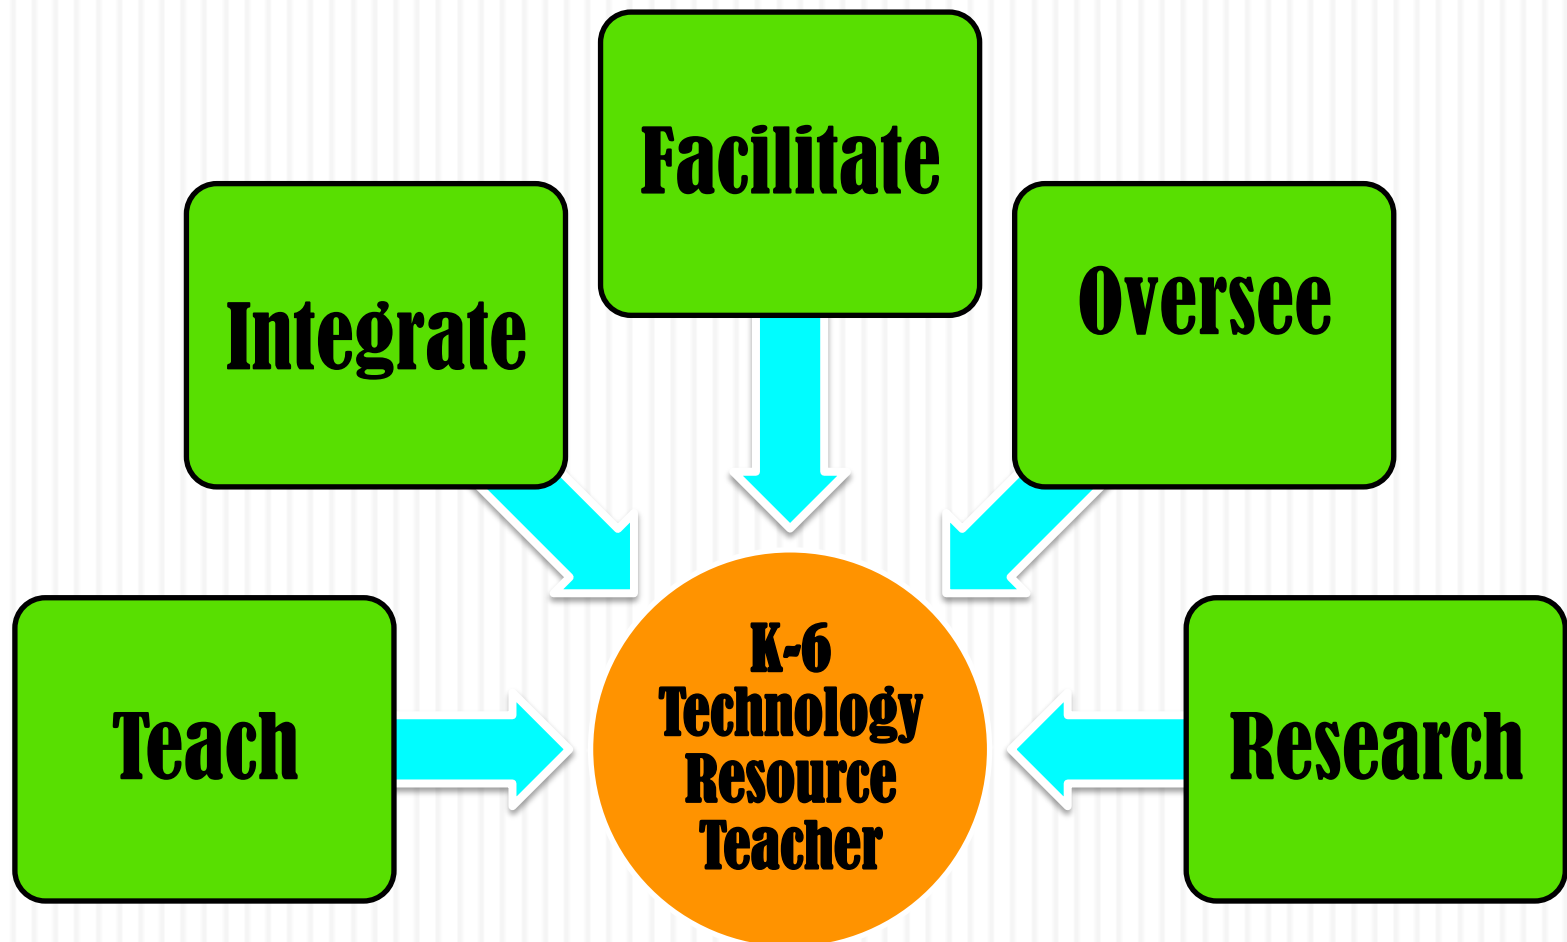 Facilitate
Integrate
Oversee
Teach
K-6
Technology
Resource
Teacher
Research